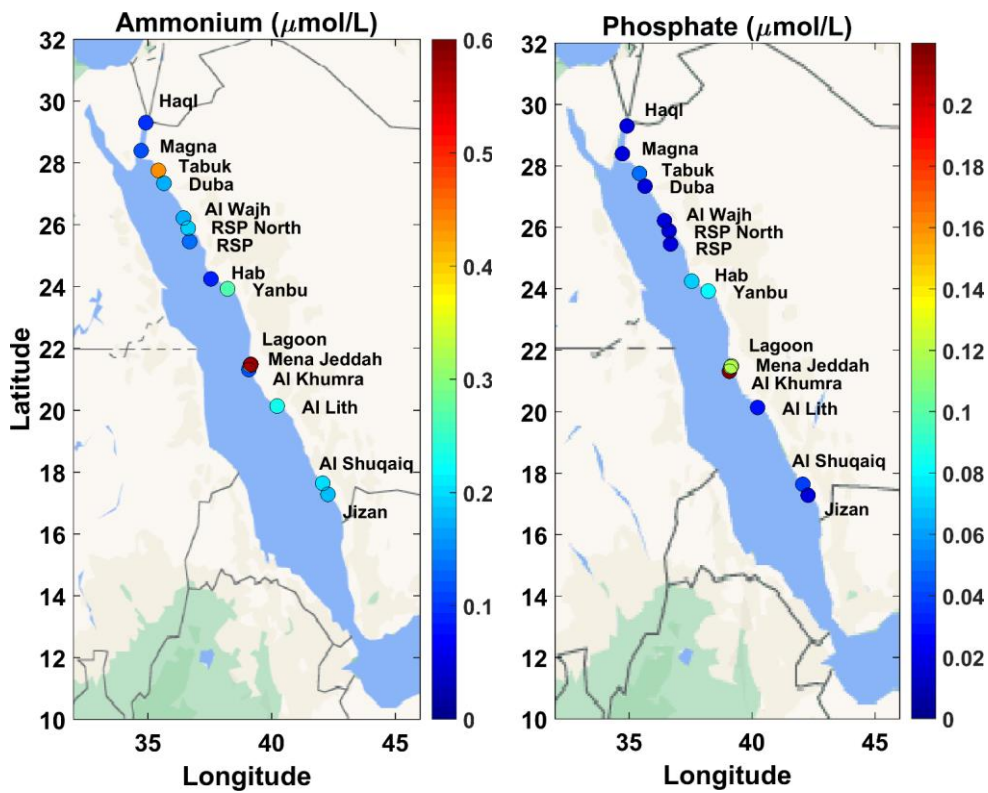 Ammonium (μmol/L)
32
30
28
26
24
22
20
18
16
14
12
10
Latitude
Haql
Magna
Tabuk
Duba
Al Wajh
RSP North
RSP
Hab
Yanbu
Lagoon
Mena Jeddah
Al Khumra
Al Lith
Al Shuqaiq
Jizan
35
40
45
Longitude
0.6
0.5
0.4
0.3
0.2
0.1
0
Phosphate (μmol/L)
32
30
28
26
24
22
20
18
16
14
12
10
Haql
Magna
Tabuk
Duba
Al Wajh
RSP North
RSP
Hab
Yanbu
Lagoon
Mena Jeddah
Al Khumra
Al Lith
Al Shuqaiq
Jizan
35
40
45
Longitude
0.2
0.18
0.16
0.14
0.12
0.1
0.08
0.06
0.04
0.02
0